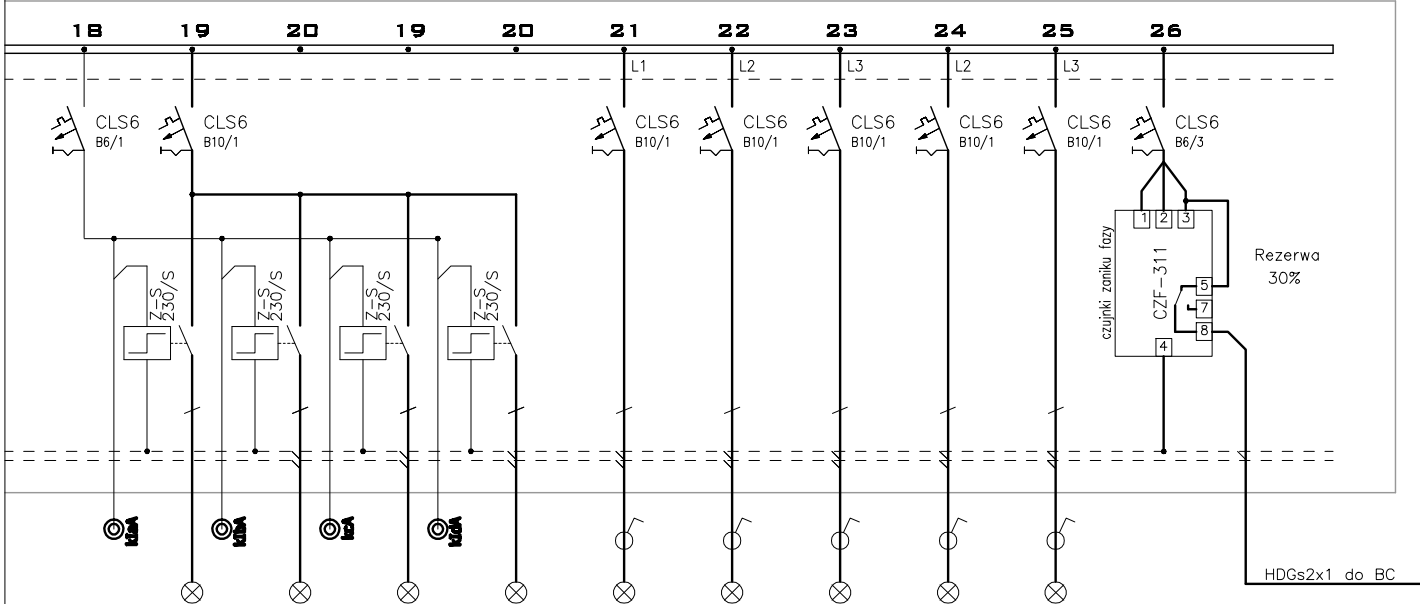 18 19 20 19 20 21 22 23 24 25 26
L1 L2 L3 L2 L3
CLS6 CLS6 CLS6 CLS6 CLS6 CLS6 CLS6 CLS6
B6/1 B10/1 B10/1 B10/1 B10/1 B10/1 B10/1 B6/3
1 2 3
czujnki zaniku fazy
CZF-311
5
7
8
4
Rezerwa
30%
Z-S
230/S
Z-S
230/S
Z-S
230/S
Z-S
230/S
kcA
kidA
HDGs2x1 do BC